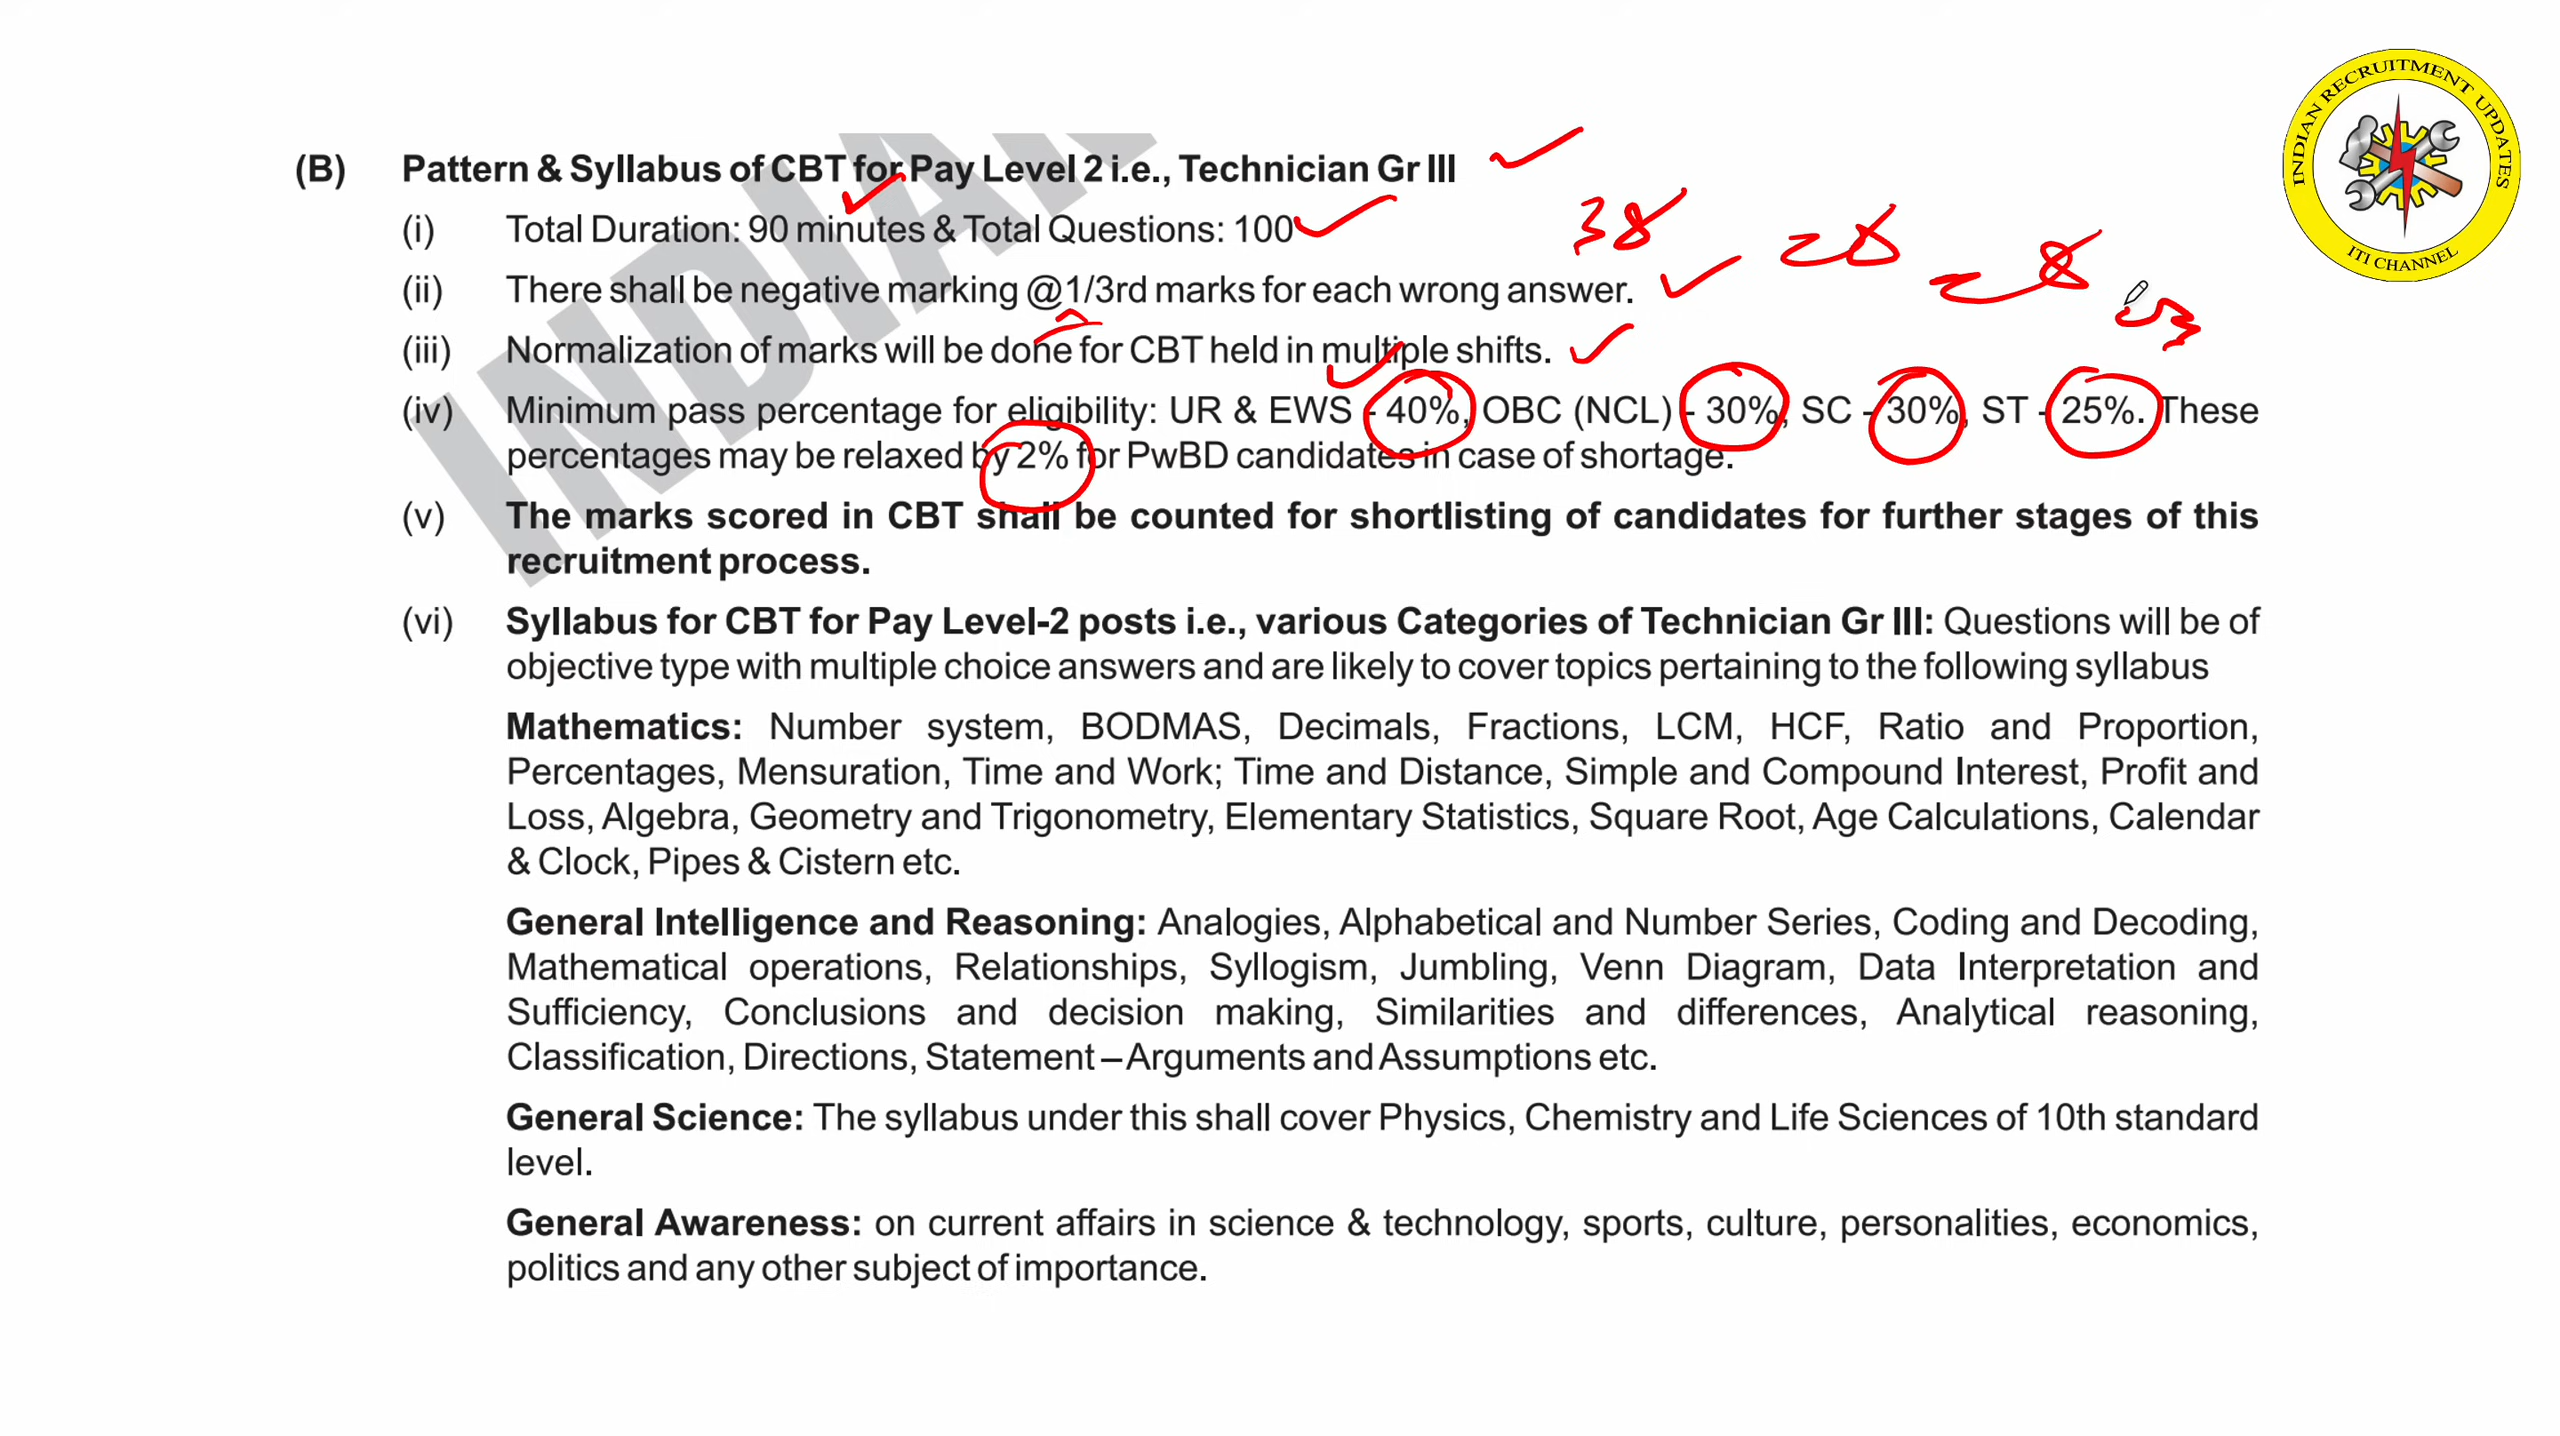 INDIAN RECRUITMENT UPDATES
ITI CHANNEL
INDIAN
(B) Pattern & Syllabus of CBT for Pay Level 2 i.e., Technician Gr III
(i) Total Duration: 90 minutes & Total Questions: 100
38 28 28 23
(ii) There shall be negative marking @1/3rd marks for each wrong answer.
(iii) Normalization of marks will be done for CBT held in multiple shifts.
(iv) Minimum pass percentage for eligibility: UR & EWS - 40%, OBC (NCL) - 30%, SC - 30%, ST - 25%. These
percentages may be relaxed by 2% for PwBD candidates in case of shortage.
(v) The marks scored in CBT shall be counted for shortlisting of candidates for further stages of this
recruitment process.
(vi) Syllabus for CBT for Pay Level-2 posts i.e., various Categories of Technician Gr III: Questions will be of
objective type with multiple choice answers and are likely to cover topics pertaining to the following syllabus
Mathematics: Number system, BODMAS, Decimals, Fractions, LCM, HCF, Ratio and Proportion,
Percentages, Mensuration, Time and Work; Time and Distance, Simple and Compound Interest, Profit and
Loss, Algebra, Geometry and Trigonometry, Elementary Statistics, Square Root, Age Calculations, Calendar
& Clock, Pipes & Cistern etc.
General Intelligence and Reasoning: Analogies, Alphabetical and Number Series, Coding and Decoding,
Mathematical operations, Relationships, Syllogism, Jumbling, Venn Diagram, Data Interpretation and
Sufficiency, Conclusions and decision making, Similarities and differences, Analytical reasoning,
Classification, Directions, Statement – Arguments and Assumptions etc.
General Science: The syllabus under this shall cover Physics, Chemistry and Life Sciences of 10th standard
level.
General Awareness: on current affairs in science & technology, sports, culture, personalities, economics,
politics and any other subject of importance.